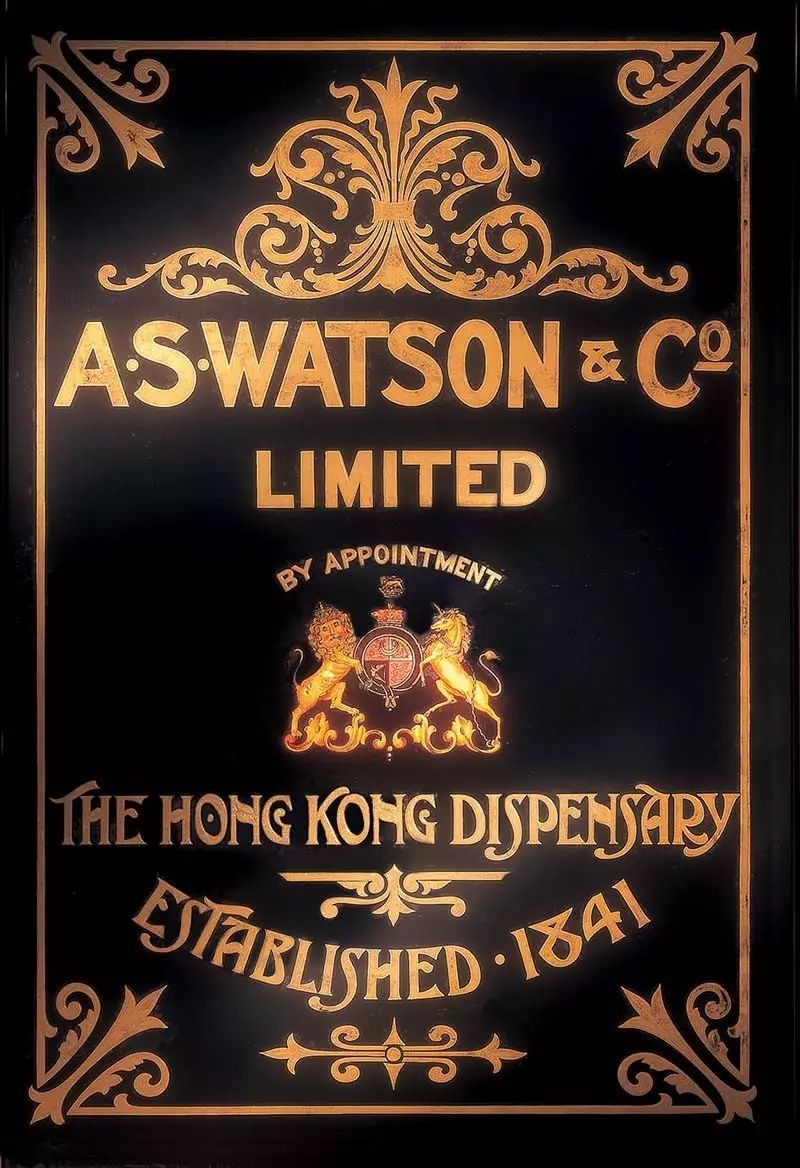 A·S·WATSON & Cº
LIMITED
BY APPOINTMENT
THE HONG KONG DISPENSARY
ESTABLISHED · 1841